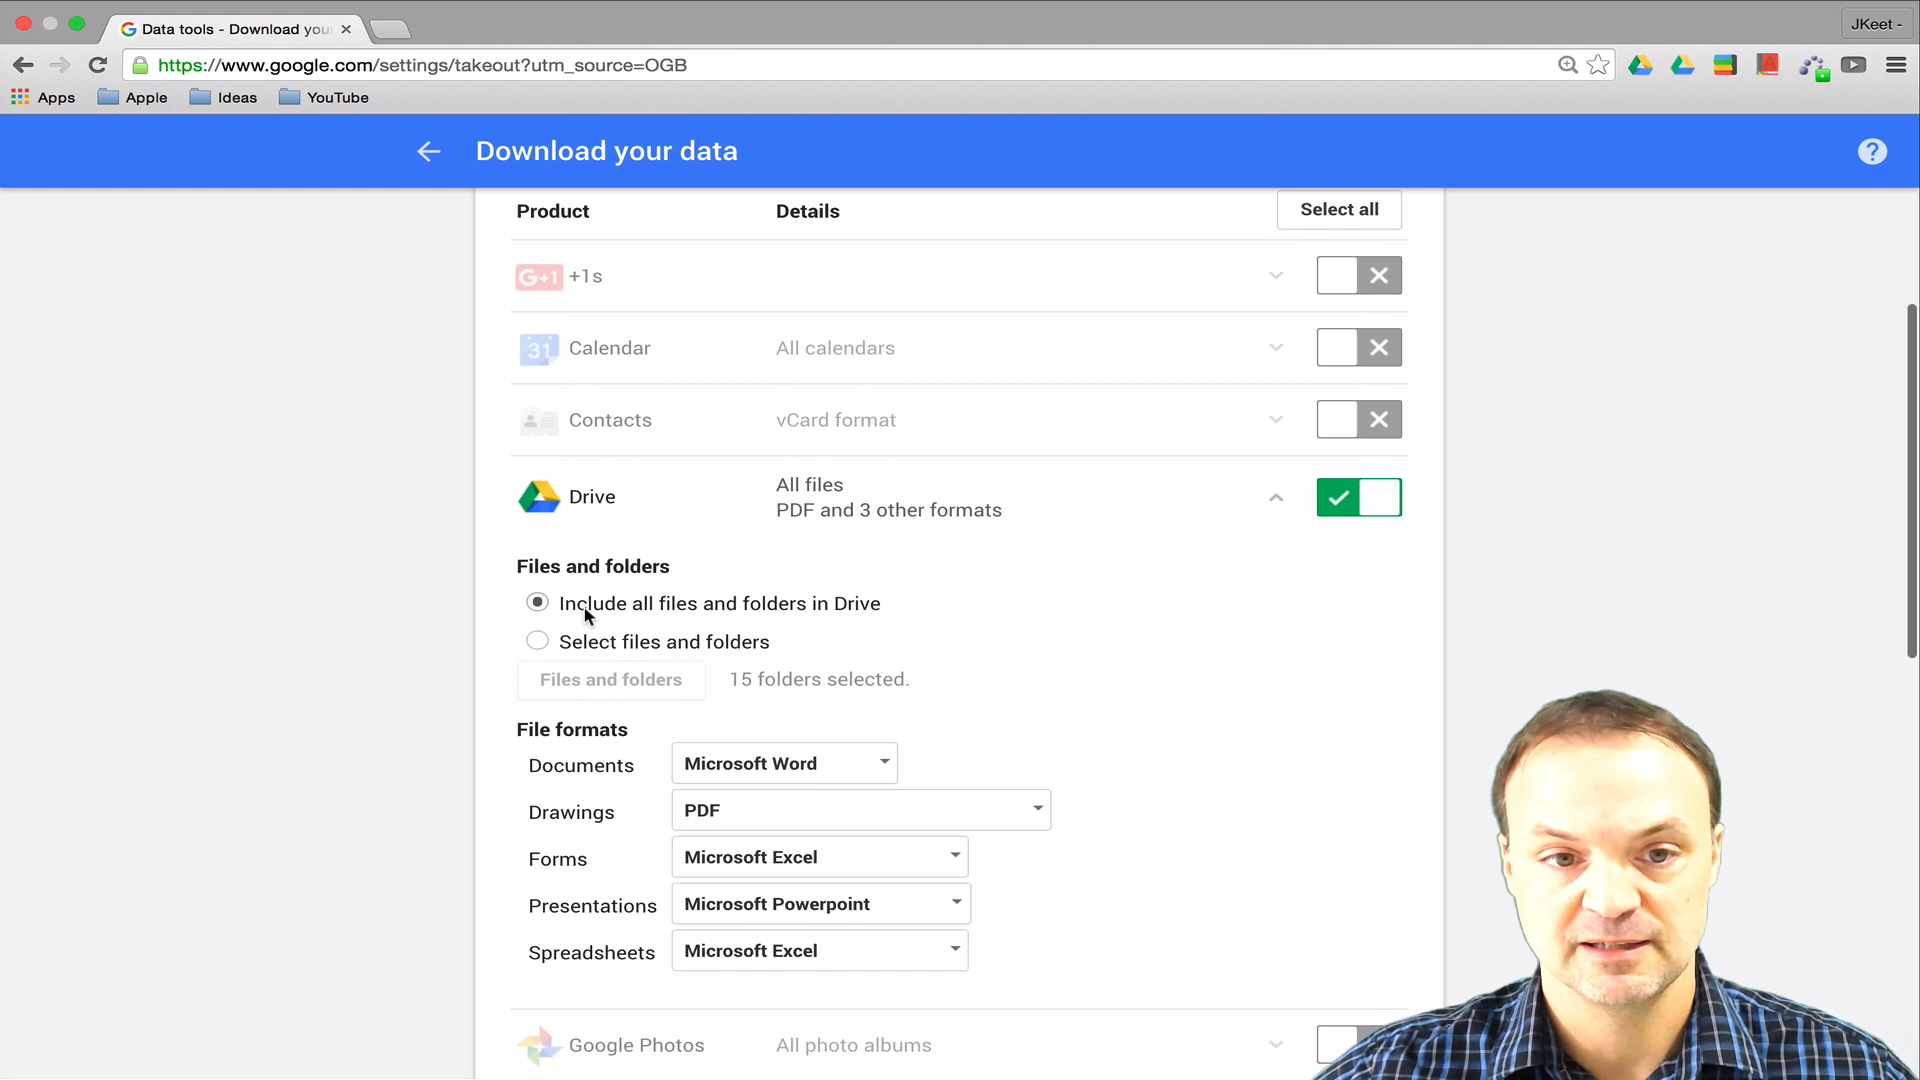 Data tools - Download you
JKeet -
https://www.google.com/settings/takeout?utm_source=OGB
Apps Apple Ideas YouTube
Download your data
?
Product Details Select all
G+1 +1s
31 Calendar All calendars
Contacts vCard format
Drive All files
PDF and 3 other formats
Files and folders
Include all files and folders in Drive
Select files and folders
Files and folders 15 folders selected.
File formats
Documents Microsoft Word
Drawings PDF
Forms Microsoft Excel
Presentations Microsoft Powerpoint
Spreadsheets Microsoft Excel
Google Photos All photo albums